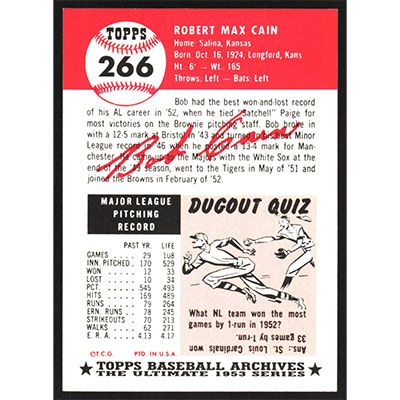 TOPPS
266
ROBERT MAX CAIN
Home: Salina, Kansas
Born: Oct. 16, 1924, Longford, Kans
Ht: 6' – Wt: 165
Throws: Left – Bats: Left
Bob had the best won-and-lost record
of his AL career in '52, when he tied "Satchell" Paige for
most victories on the Brownie pitching staff. Bob broke in
with a 12-5 mark at Bristol '43 and turned best Minor
League record '46 when he posted a 13-4 mark for Man-
chester. He came up to the Majors with the White Sox at the
end of '49, went to the Tigers in May of '51 and
joined the Browns in February of '52.
Bob Cain
MAJOR LEAGUE
PITCHING
RECORD
PAST YR. LIFE
GAMES 29 108
INN. PITCHED 170 529
WON 12 33
LOST 10 34
PCT. .545 .493
HITS 169 489
RUNS 79 264
ERN. RUNS 78 245
STRIKEOUTS 70 213
WALKS 62 271
E. R. A. 4.13 4.17
©T.C.G. PTD. IN U.S.A.
DUGOUT QUIZ
What NL team won the most
games by 1-run in 1952?
Ans.: St. Louis Cardinals won
33 games by 1-run.
★TOPPS BASEBALL ARCHIVES★
THE ULTIMATE 1953 SERIES